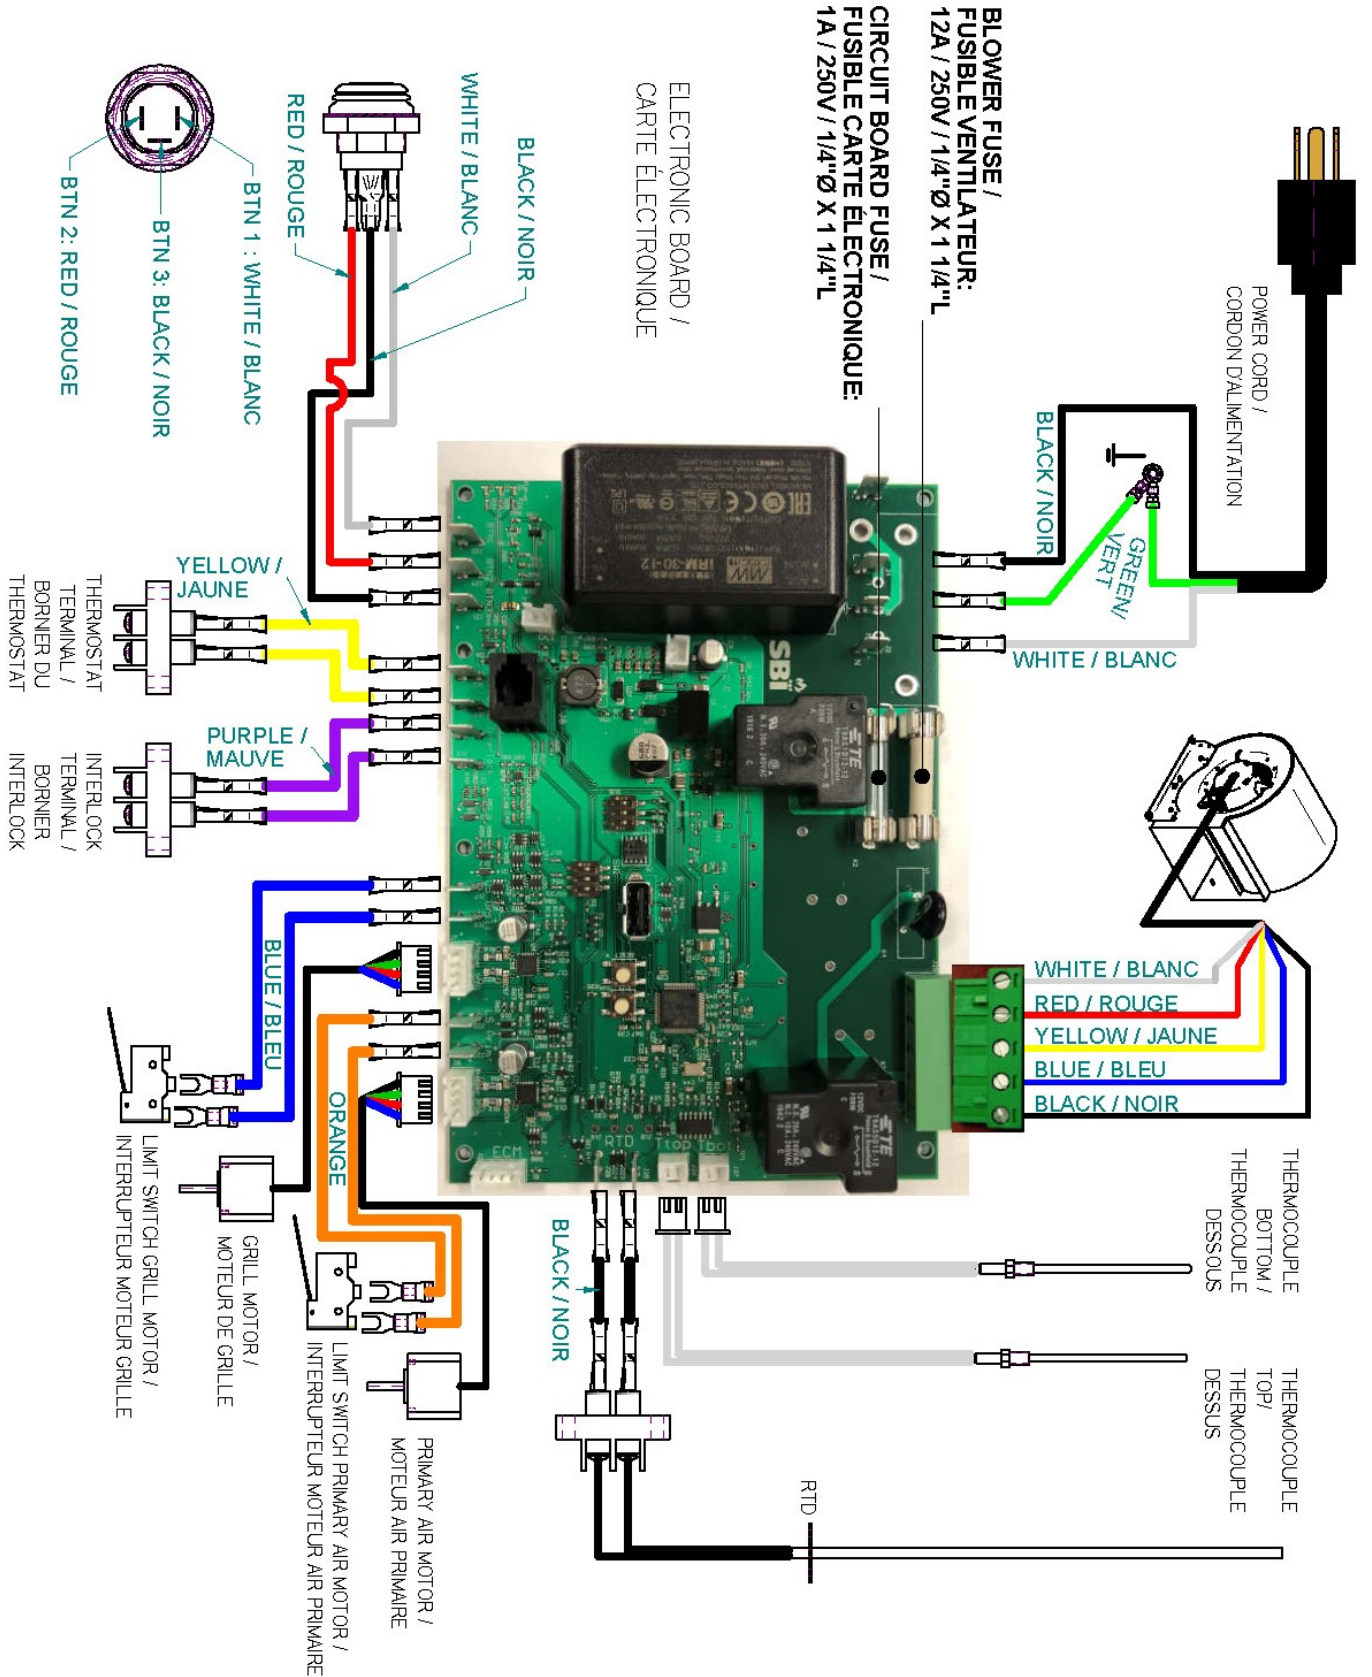 BLOWER FUSE /
FUSIBLE VENTILATEUR:
12A / 250V / 1/4"Ø X 1 1/4"L
CIRCUIT BOARD FUSE /
FUSIBLE CARTE ÉLECTRONIQUE:
1A / 250V / 1/4"Ø X 1 1/4"L
ELECTRONIC BOARD /
CARTE ÉLECTRONIQUE
POWER CORD /
CORDON D'ALIMENTATION
BLACK / NOIR
GREEN/
VERT
WHITE / BLANC
WHITE / BLANC
RED / ROUGE
BLACK / NOIR
BTN 1 : WHITE / BLANC
BTN 3: BLACK / NOIR
BTN 2: RED / ROUGE
YELLOW /
JAUNE
THERMOSTAT
TERMINAL /
BORNIER DU
THERMOSTAT
PURPLE /
MAUVE
INTERLOCK
TERMINAL /
BORNIER
INTERLOCK
BLUE / BLEU
ORANGE
LIMIT SWITCH GRILL MOTOR /
INTERRUPTEUR MOTEUR GRILLE
GRILL MOTOR /
MOTEUR DE GRILLE
LIMIT SWITCH PRIMARY AIR MOTOR /
INTERRUPTEUR MOTEUR AIR PRIMAIRE
PRIMARY AIR MOTOR /
MOTEUR AIR PRIMAIRE
BLACK / NOIR
RTD
WHITE / BLANC
RED / ROUGE
YELLOW / JAUNE
BLUE / BLEU
BLACK / NOIR
THERMOCOUPLE
BOTTOM /
THERMOCOUPLE
DESSOUS
THERMOCOUPLE
TOP/
THERMOCOUPLE
DESSUS
SBI
IRM-30-12
TE
TE
ECM
RTD
Ttop
Tbot